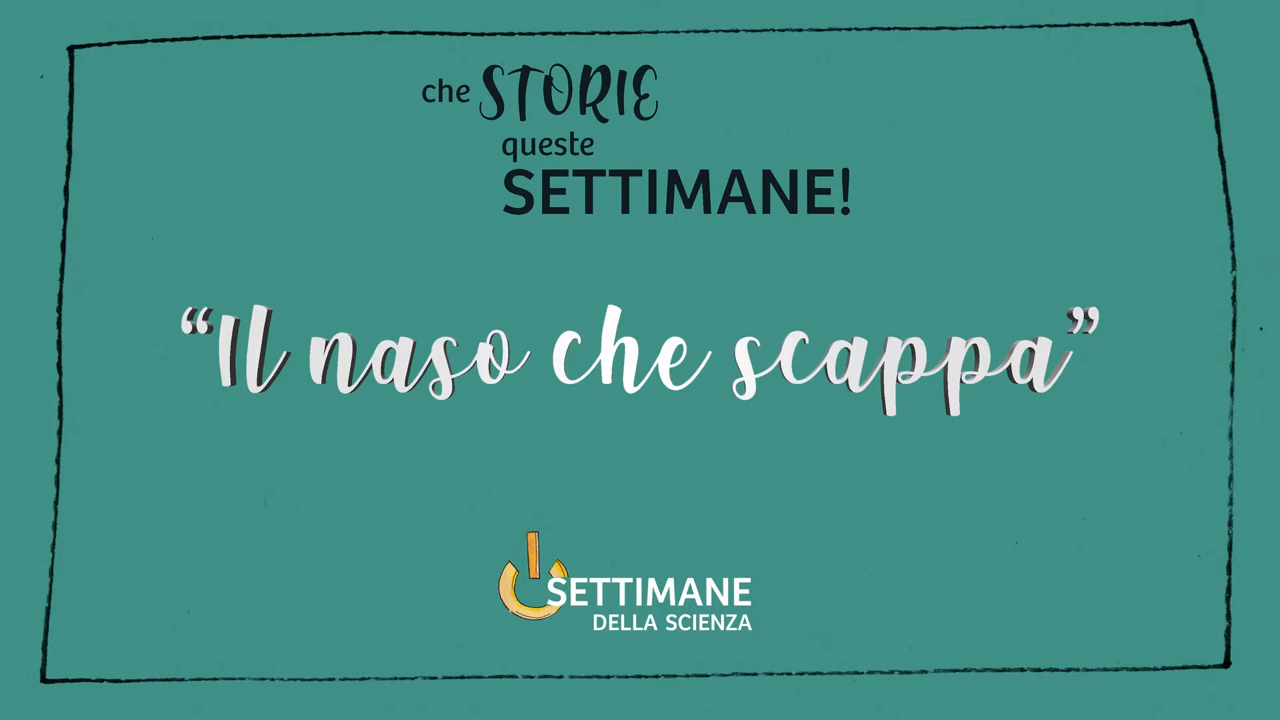 che STORIE
queste
SETTIMANE!
“Il naso che scappa”
SETTIMANE
DELLA SCIENZA